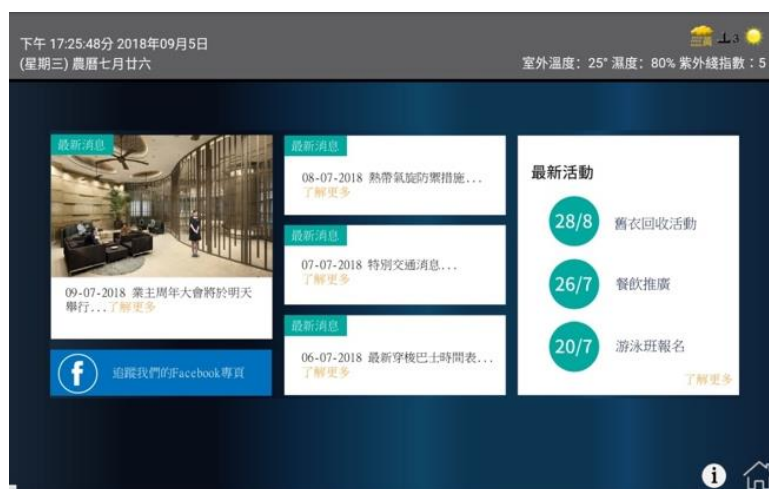 下午 17:25:48分 2018年09月5日
(星期三) 農曆七月廿六
⊥3
室外溫度：25° 濕度：80% 紫外綫指數：5
最新消息
09-07-2018 業主周年大會將於明天
舉行...了解更多
追蹤我們的Facebook專頁
最新消息
08-07-2018 熱帶氣旋防禦措施...
了解更多
最新消息
07-07-2018 特別交通消息...
了解更多
最新消息
06-07-2018 最新穿梭巴士時間表...
了解更多
最新活動
28/8 舊衣回收活動
26/7 餐飲推廣
20/7 游泳班報名
了解更多